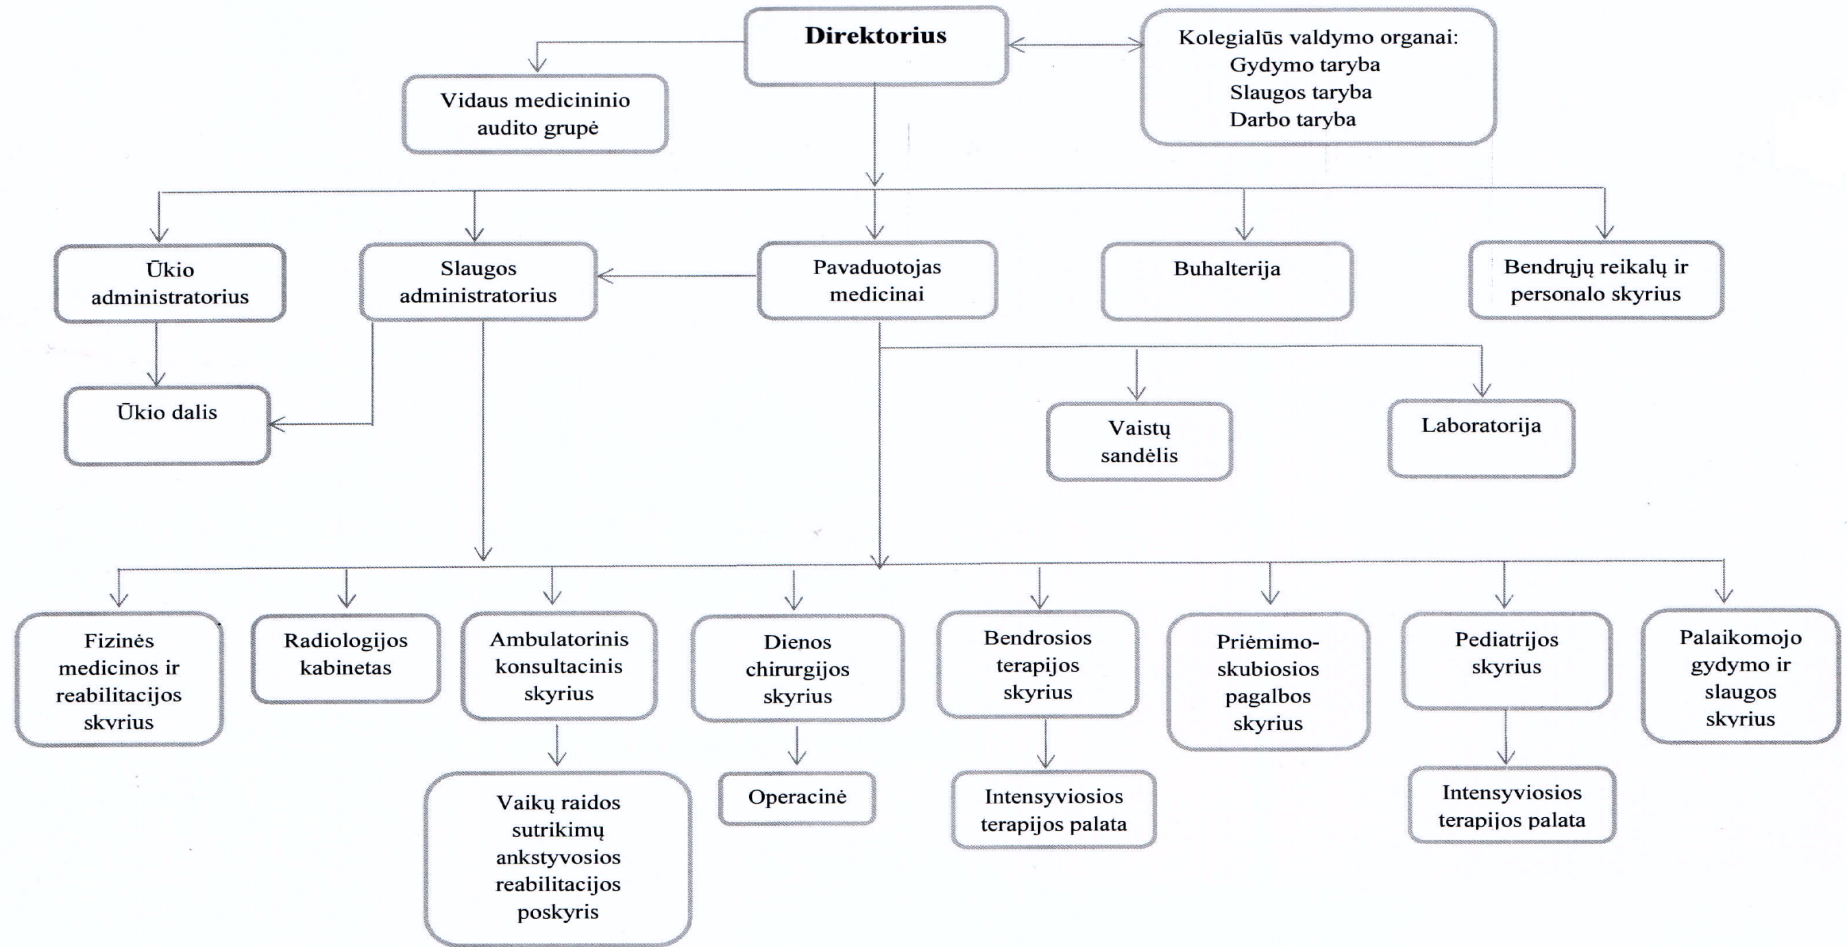 Direktorius
Kolegialūs valdymo organai:
Gydymo taryba
Slaugos taryba
Darbo taryba
Vidaus medicininio
audito grupė
Ūkio
administratorius
Slaugos
administratorius
Pavaduotojas
medicinai
Buhalterija
Bendrųjų reikalų ir
personalo skyrius
Ūkio dalis
Vaistų
sandėlis
Laboratorija
Fizinės
medicinos ir
reabilitacijos
skyrius
Radiologijos
kabinetas
Ambulatorinis
konsultacinis
skyrius
Dienos
chirurgijos
skyrius
Bendrosios
terapijos
skyrius
Priėmimo-
skubiosios
pagalbos
skyrius
Pediatrijos
skyrius
Palaikomojo
gydymo ir
slaugos
skyrius
Vaikų raidos
sutrikimų
ankstyvosios
reabilitacijos
poskyris
Operacinė
Intensyviosios
terapijos palata
Intensyviosios
terapijos palata